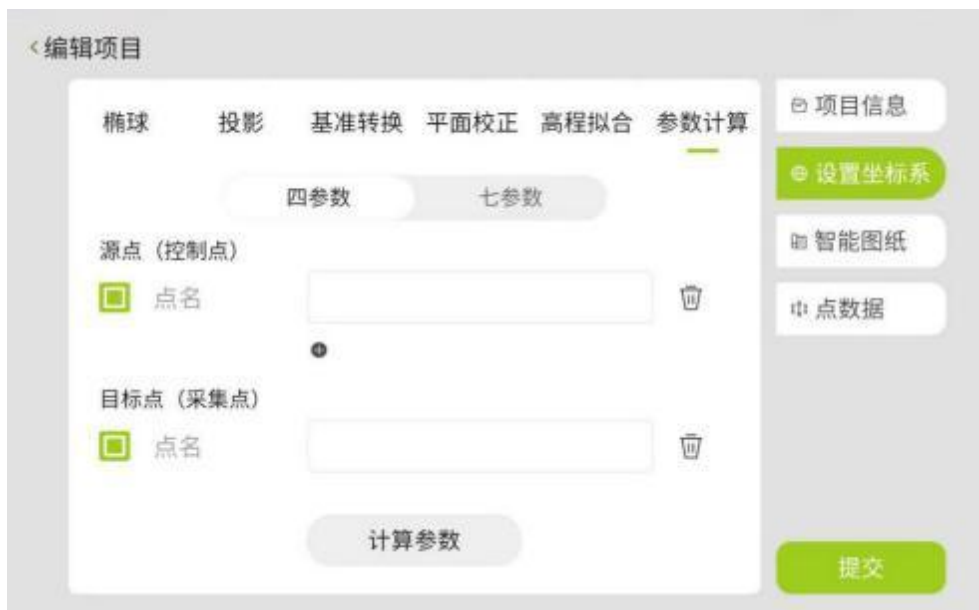 编辑项目
椭球 投影 基准转换 平面校正 高程拟合 参数计算
四参数 七参数
源点（控制点）
点名
目标点（采集点）
点名
计算参数
项目信息
设置坐标系
智能图纸
点数据
提交